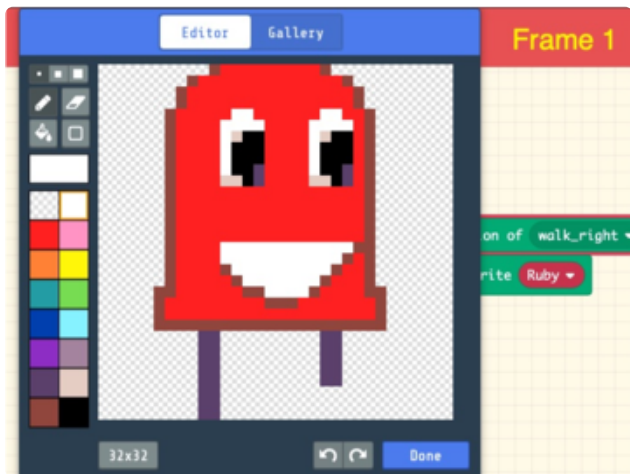 Editor Gallery
Frame 1
on of walk_right
rite Ruby
32x32 Done